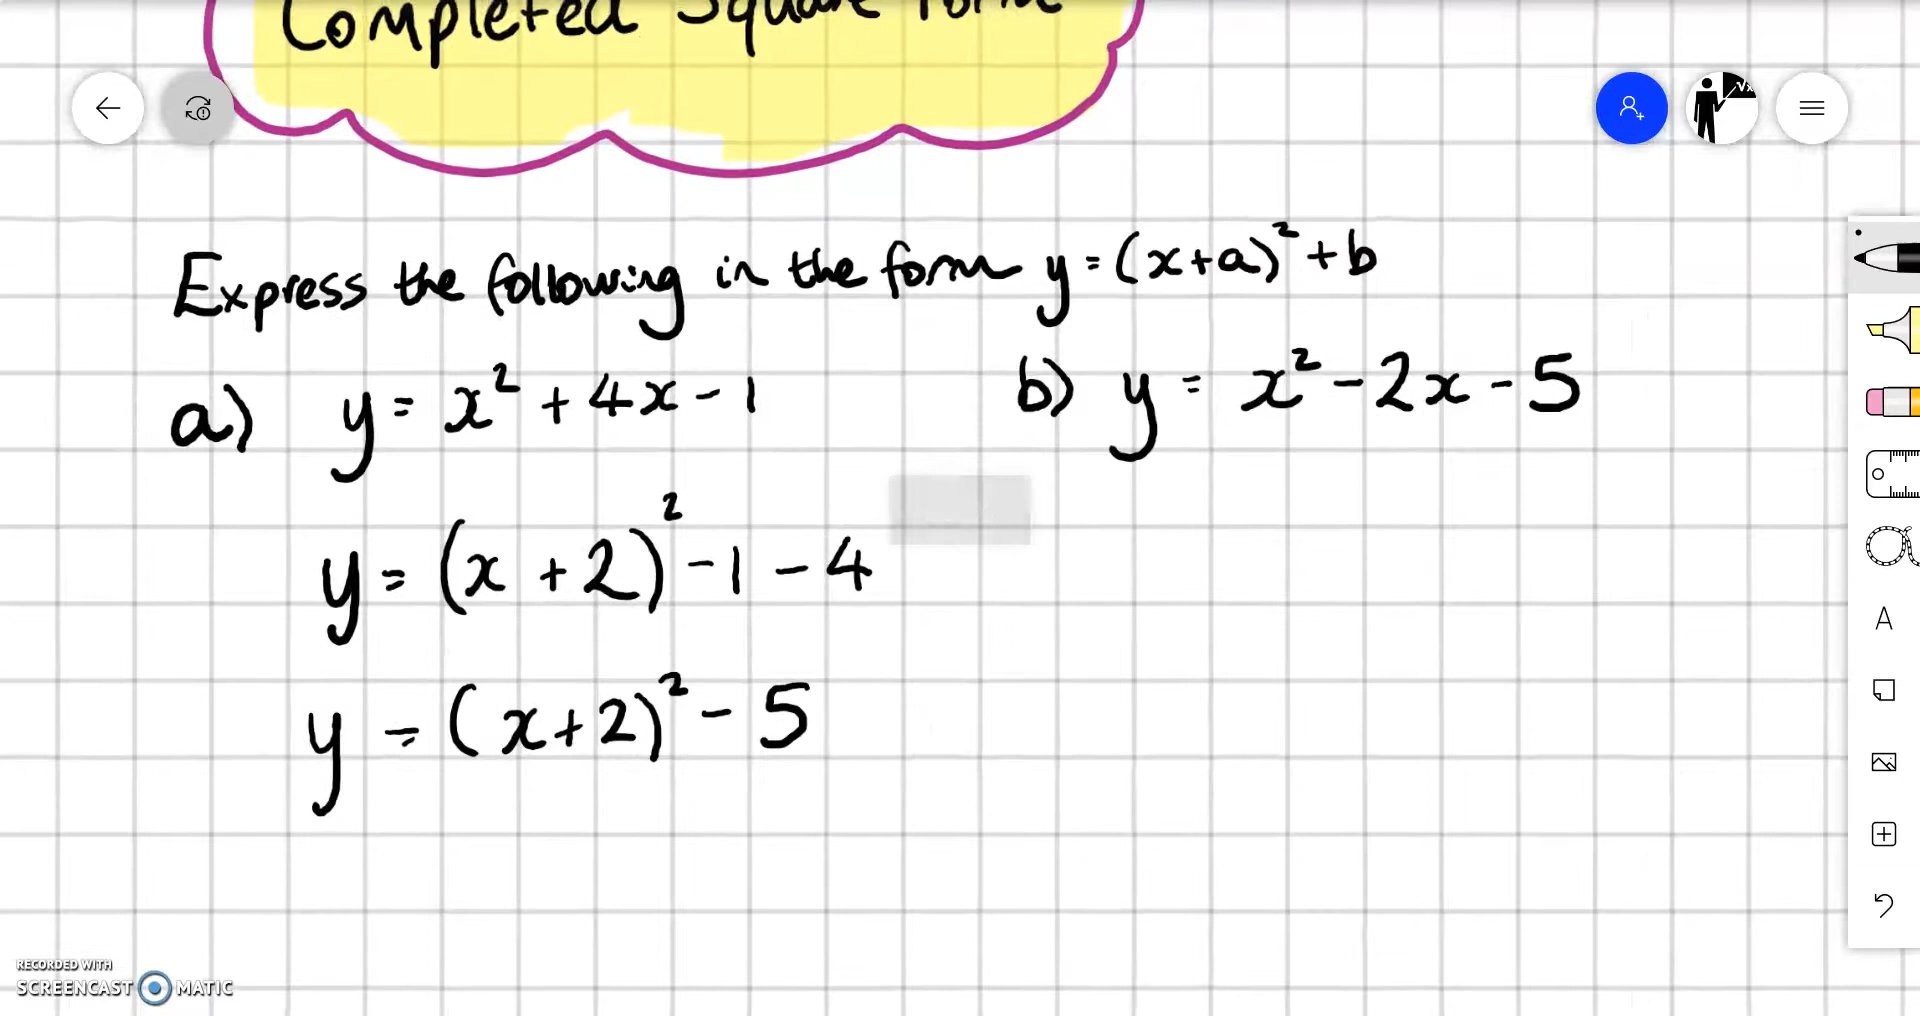 Completed Square Form
√x
Express the following in the form y = (x+a)² + b
a) y = x² + 4x - 1
b) y = x² - 2x - 5
y = (x + 2)² - 1 - 4
y = (x+2)² - 5
A
RECORDED WITH
SCREENCAST MATIC